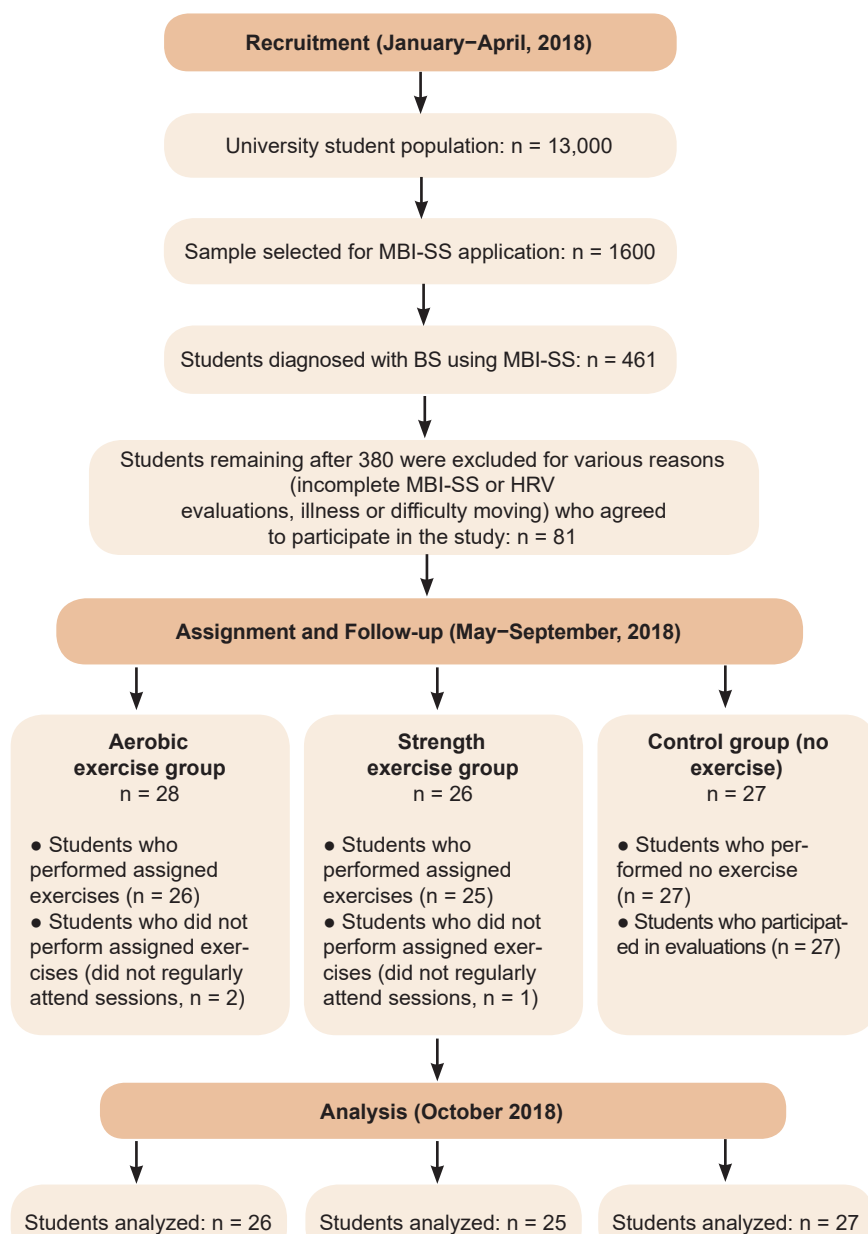 Recruitment (January−April, 2018)
University student population: n = 13,000
Sample selected for MBI-SS application: n = 1600
Students diagnosed with BS using MBI-SS: n = 461
Students remaining after 380 were excluded for various reasons
(incomplete MBI-SS or HRV
evaluations, illness or difficulty moving) who agreed
to participate in the study: n = 81
Assignment and Follow-up (May−September, 2018)
Aerobic
exercise group
n = 28
● Students who
performed assigned
exercises (n = 26)
● Students who did not
perform assigned exer-
cises (did not regularly
attend sessions, n = 2)
Strength
exercise group
n = 26
● Students who
performed assigned
exercises (n = 25)
● Students who did not
perform assigned exer-
cises (did not regularly
attend sessions, n = 1)
Control group (no
exercise)
n = 27
● Students who per-
formed no exercise
(n = 27)
● Students who participat-
ed in evaluations (n = 27)
Analysis (October 2018)
Students analyzed: n = 26
Students analyzed: n = 25
Students analyzed: n = 27